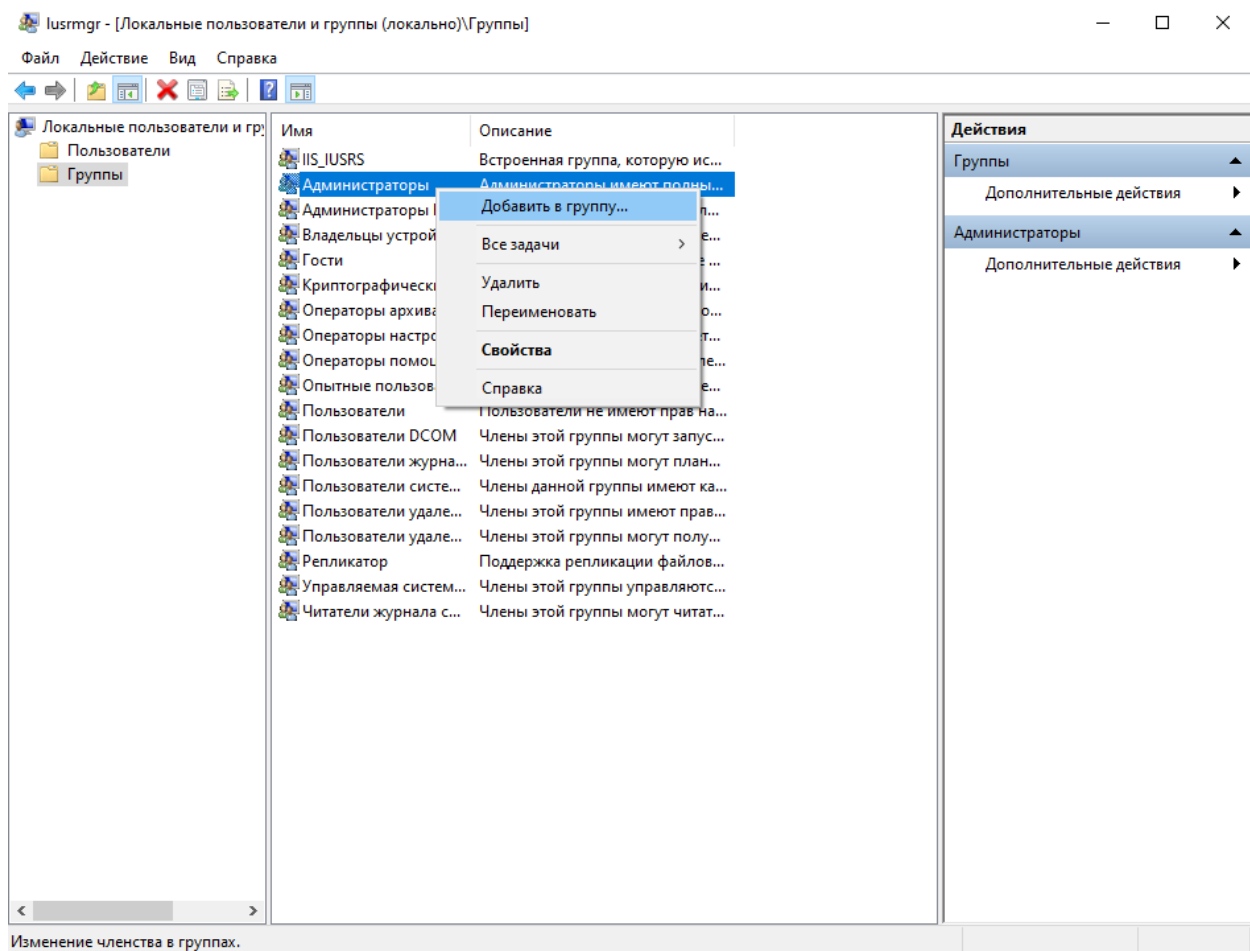 lusrmgr - [Локальные пользователи и группы (локально)\Группы]
Файл Действие Вид Справка
Локальные пользователи и гру
Пользователи
Группы
Имя Описание
IIS_IUSRS Встроенная группа, которую ис...
Администраторы Администраторы имеют полны...
Администраторы л...
Владельцы устрой е...
Гости е ...
Криптографически и...
Операторы архива о...
Операторы настро т...
Операторы помощ ле...
Опытные пользов е...
Пользователи Пользователи не имеют прав на...
Пользователи DCOM Члены этой группы могут запус...
Пользователи журна... Члены этой группы могут план...
Пользователи систе... Члены данной группы имеют ка...
Пользователи удале... Члены этой группы имеют прав...
Пользователи удале... Члены этой группы могут полу...
Репликатор Поддержка репликации файлов...
Управляемая систем... Члены этой группы управляютс...
Читатели журнала с... Члены этой группы могут читат...
Добавить в группу...
Все задачи
Удалить
Переименовать
Свойства
Справка
Действия
Группы
Дополнительные действия
Администраторы
Дополнительные действия
Изменение членства в группах.